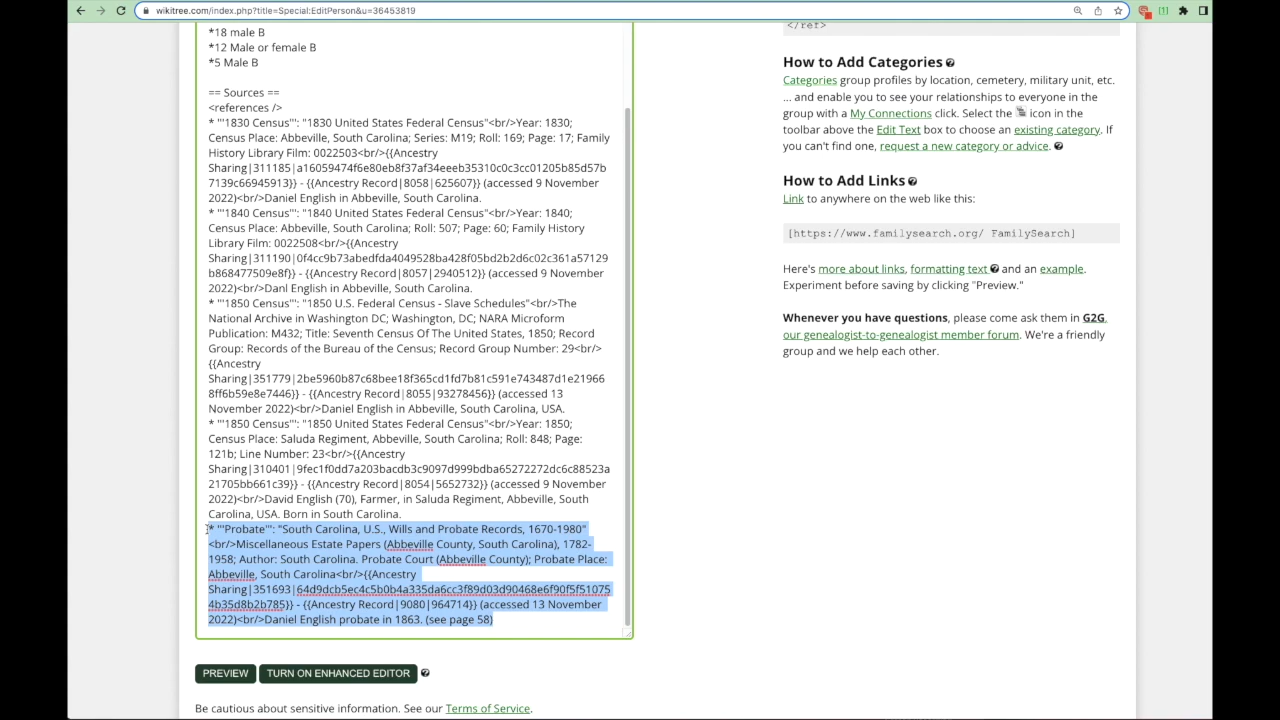 wikitree.com/index.php?title=Special:EditPerson&u=36453819
*18 male B
*12 Male or female B
*5 Male B
== Sources ==
<references />
* '''1830 Census''': "1830 United States Federal Census"<br/>Year: 1830;
Census Place: Abbeville, South Carolina; Series: M19; Roll: 169; Page: 17; Family
History Library Film: 0022503<br/>{{Ancestry
Sharing|311185|a16059474f6e80eb8f37af34eeeb35310c0c3cc01205b85d57b
7139c66945913}} - {{Ancestry Record|8058|625607}} (accessed 9 November
2022)<br/>Daniel English in Abbeville, South Carolina.
* '''1840 Census''': "1840 United States Federal Census"<br/>Year: 1840;
Census Place: Abbeville, South Carolina; Roll: 507; Page: 60; Family History
Library Film: 0022508<br/>{{Ancestry
Sharing|311190|0f4cc9b73abedfda4049528ba428f05bd2b2d6c02c361a57129
b868477509e8f}} - {{Ancestry Record|8057|2940512}} (accessed 9 November
2022)<br/>Danl English in Abbeville, South Carolina.
* '''1850 Census''': "1850 U.S. Federal Census - Slave Schedules"<br/>The
National Archive in Washington DC; Washington, DC; NARA Microform
Publication: M432; Title: Seventh Census Of The United States, 1850; Record
Group: Records of the Bureau of the Census; Record Group Number: 29<br/>
{{Ancestry
Sharing|351779|2be5960b87c68bee18f365cd1fd7b81c591e743487d1e21966
8ff6b59e8e7446}} - {{Ancestry Record|8055|93278456}} (accessed 13
November 2022)<br/>Daniel English in Abbeville, South Carolina, USA.
* '''1850 Census''': "1850 United States Federal Census"<br/>Year: 1850;
Census Place: Saluda Regiment, Abbeville, South Carolina; Roll: 848; Page:
121b; Line Number: 23<br/>{{Ancestry
Sharing|310401|9fec1f0dd7a203bacdb3c9097d999bdba65272272dc6c88523a
21705bb661c39}} - {{Ancestry Record|8054|5652732}} (accessed 9 November
2022)<br/>David English (70), Farmer, in Saluda Regiment, Abbeville, South
Carolina, USA. Born in South Carolina.
* '''Probate''': "South Carolina, U.S., Wills and Probate Records, 1670-1980"
<br/>Miscellaneous Estate Papers (Abbeville County, South Carolina), 1782-
1958; Author: South Carolina. Probate Court (Abbeville County); Probate Place:
Abbeville, South Carolina<br/>{{Ancestry
Sharing|351693|64d9dcb5ec4c5b0b4a335da6cc3f89d03d90468e6f90f5f51075
4b35d8b2b785}} - {{Ancestry Record|9080|964714}} (accessed 13 November
2022)<br/>Daniel English probate in 1863. (see page 58)
PREVIEW TURN ON ENHANCED EDITOR
Be cautious about sensitive information. See our Terms of Service.
</ref>
How to Add Categories
Categories group profiles by location, cemetery, military unit, etc.
... and enable you to see your relationships to everyone in the
group with a My Connections click. Select the icon in the
toolbar above the Edit Text box to choose an existing category. If
you can't find one, request a new category or advice.
How to Add Links
Link to anywhere on the web like this:
[https://www.familysearch.org/ FamilySearch]
Here's more about links, formatting text and an example.
Experiment before saving by clicking "Preview."
Whenever you have questions, please come ask them in G2G,
our genealogist-to-genealogist member forum. We're a friendly
group and we help each other.